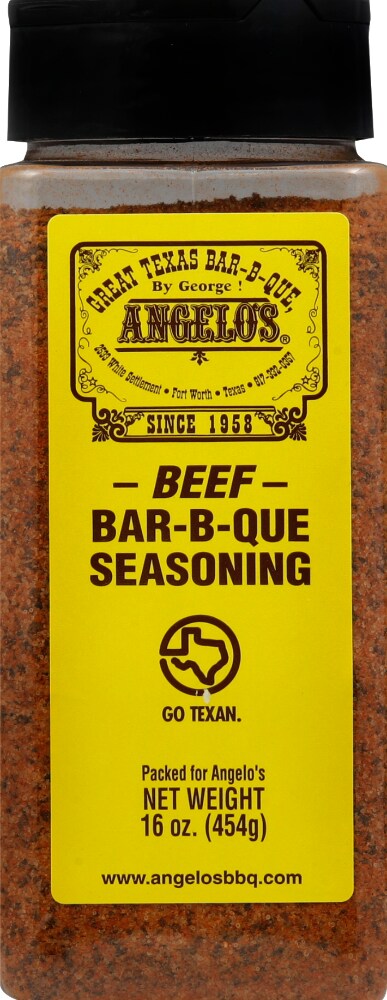 GREAT TEXAS BAR-B-QUE,
By George !
ANGELO'S®
2533 White Settlement • Fort Worth • Texas • 817-332-0357
SINCE 1958
– BEEF –
BAR-B-QUE
SEASONING
GO TEXAN.
Packed for Angelo's
NET WEIGHT
16 oz. (454g)
www.angelosbbq.com